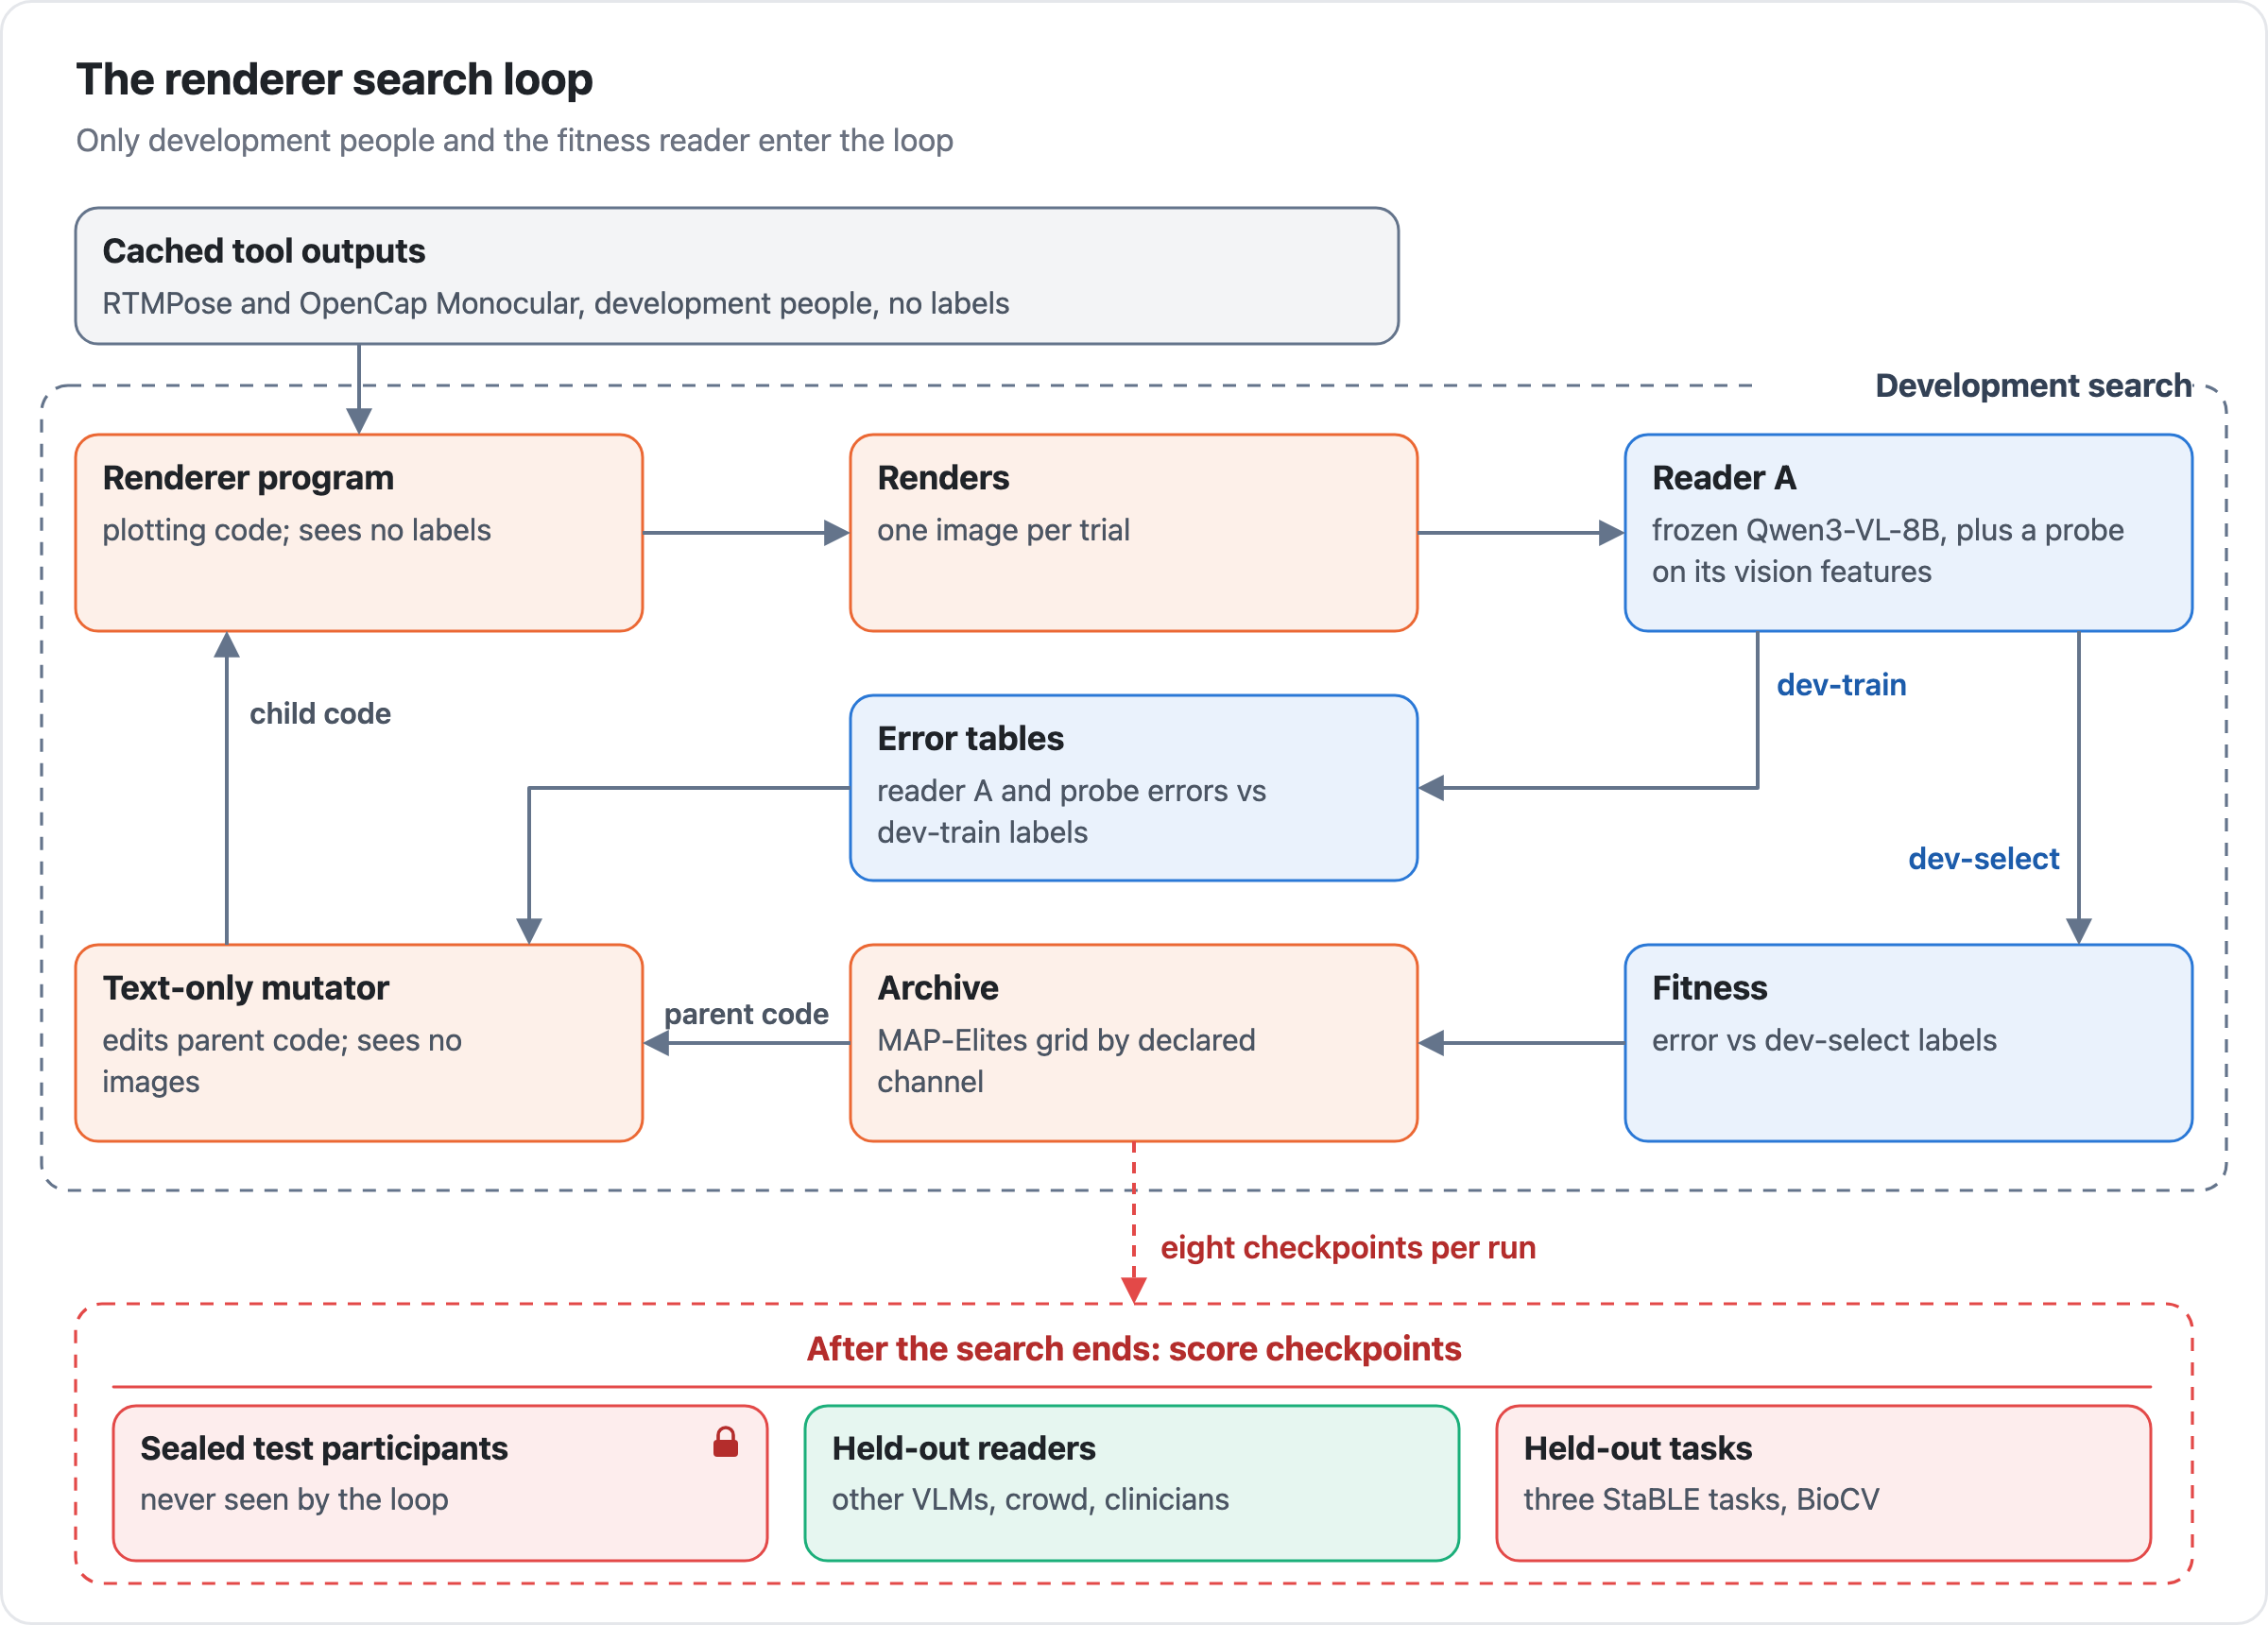 The renderer search loop
Only development people and the fitness reader enter the loop
Cached tool outputs
RTMPose and OpenCap Monocular, development people, no labels
Development search
Renderer program
plotting code; sees no labels
Renders
one image per trial
Reader A
frozen Qwen3-VL-8B, plus a probe
on its vision features
dev-train
child code
Error tables
reader A and probe errors vs
dev-train labels
dev-select
Text-only mutator
edits parent code; sees no
images
parent code
Archive
MAP-Elites grid by declared
channel
Fitness
error vs dev-select labels
eight checkpoints per run
After the search ends: score checkpoints
Sealed test participants
never seen by the loop
Held-out readers
other VLMs, crowd, clinicians
Held-out tasks
three StaBLE tasks, BioCV